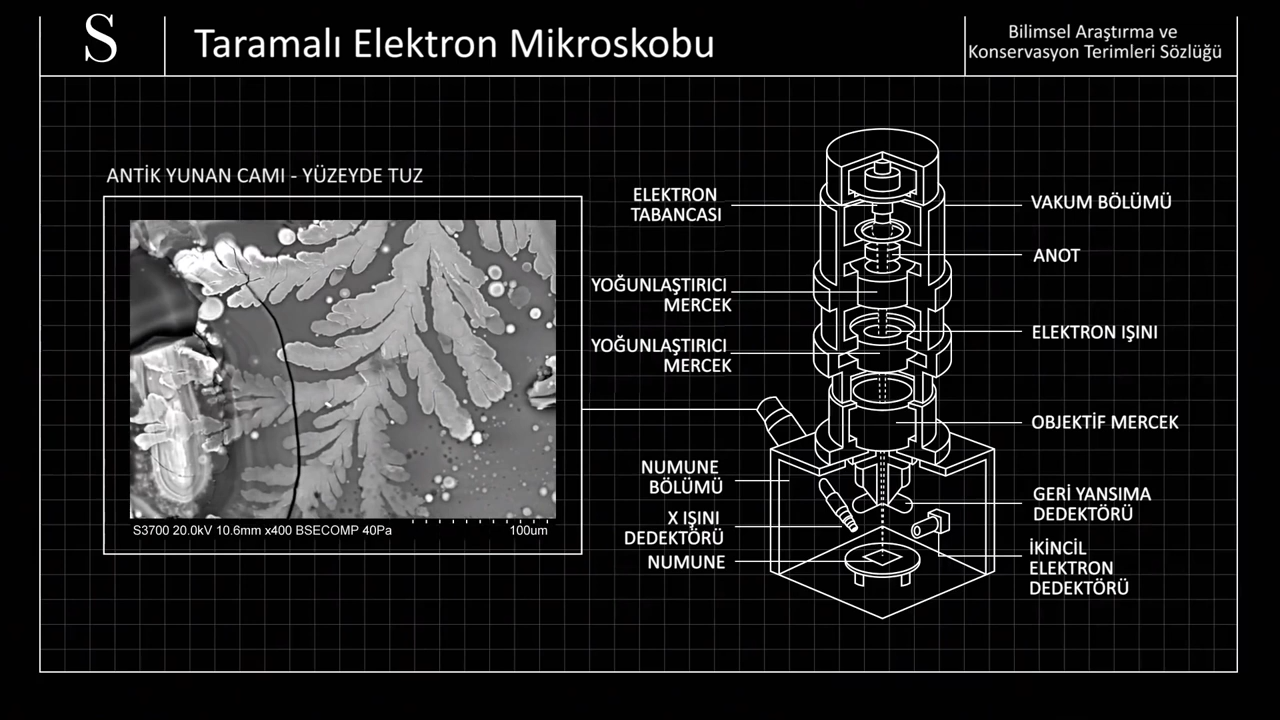 S
Taramalı Elektron Mikroskobu
Bilimsel Araştırma ve
Konservasyon Terimleri Sözlüğü
ANTİK YUNAN CAMI - YÜZEYDE TUZ
S3700 20.0kV 10.6mm x400 BSECOMP 40Pa
100um
ELEKTRON
TABANCASI
YOĞUNLAŞTIRICI
MERCEK
YOĞUNLAŞTIRICI
MERCEK
NUMUNE
BÖLÜMÜ
X IŞINI
DEDEKTÖRÜ
NUMUNE
VAKUM BÖLÜMÜ
ANOT
ELEKTRON IŞINI
OBJEKTİF MERCEK
GERİ YANSIMA
DEDEKTÖRÜ
İKİNCİL
ELEKTRON
DEDEKTÖRÜ